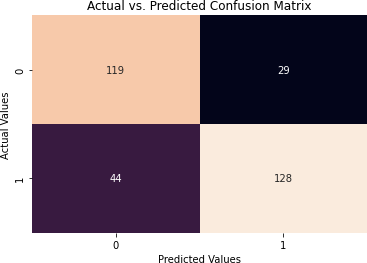 Actual vs. Predicted Confusion Matrix
Actual Values
0
119
29
1
44
128
0
1
Predicted Values